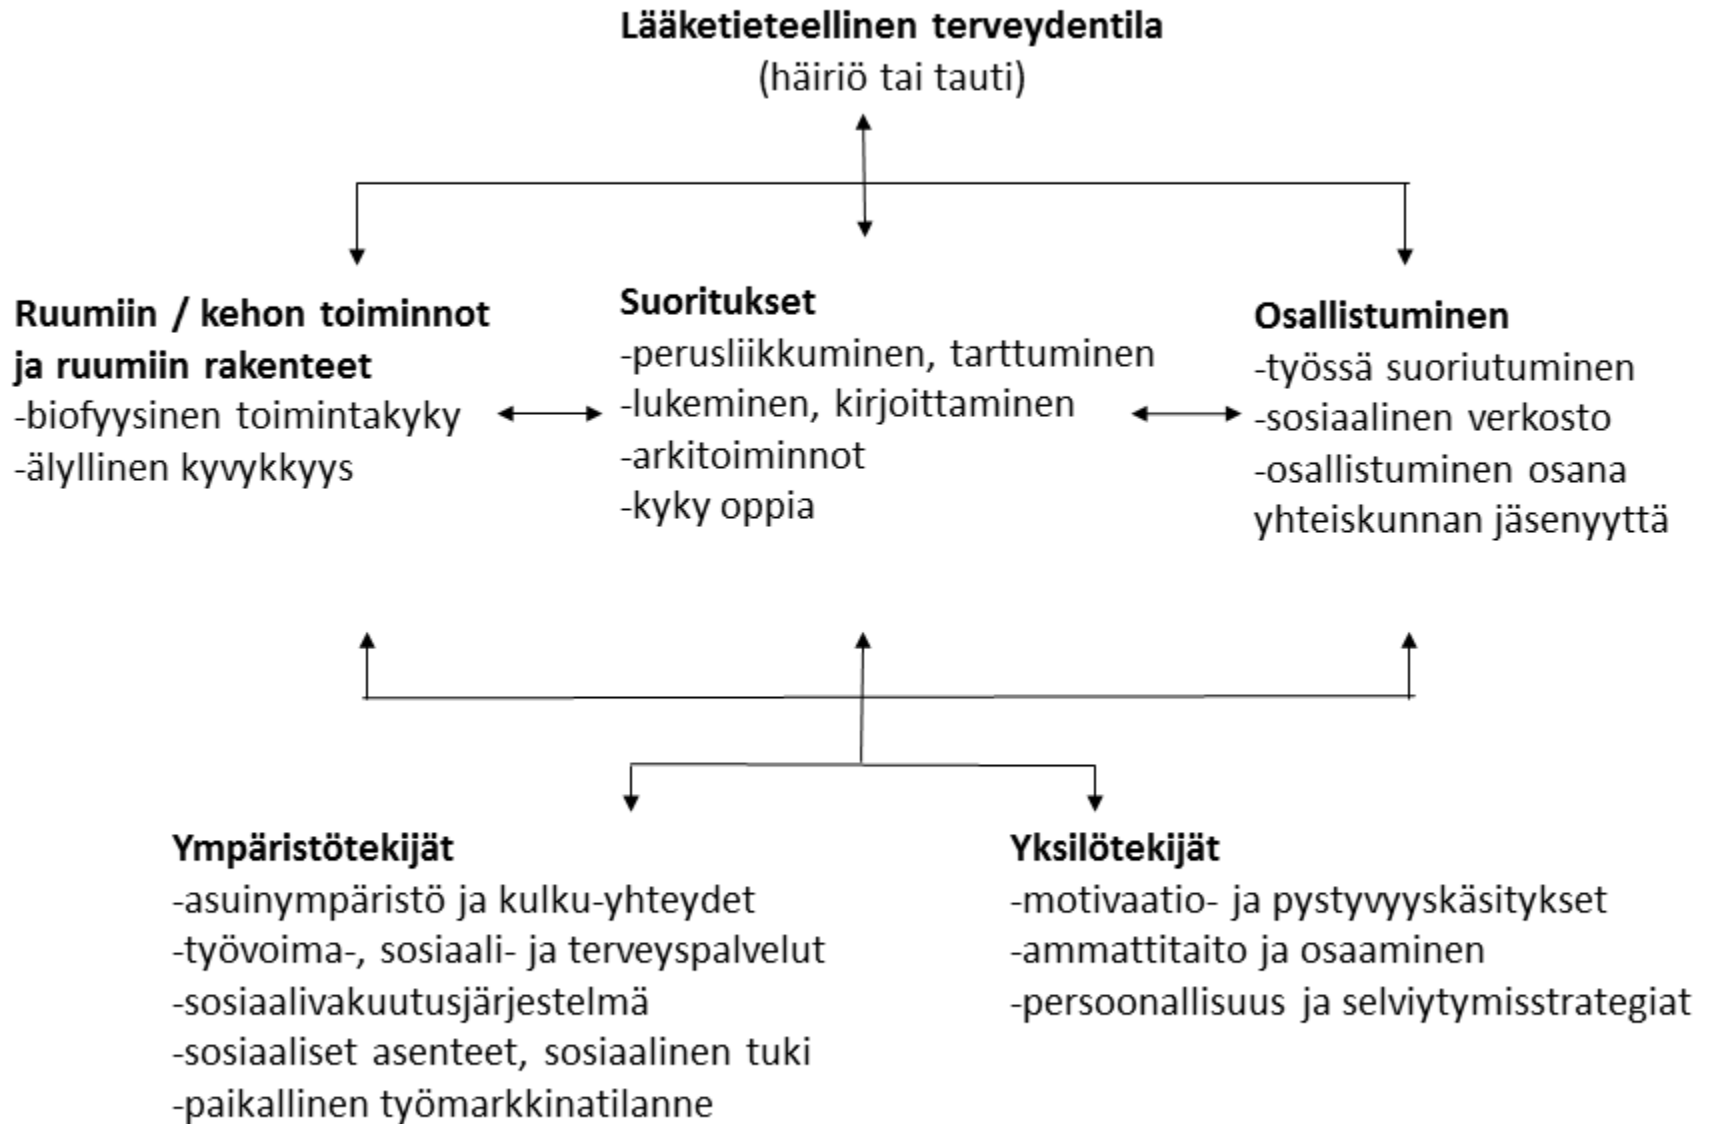 Lääketieteellinen terveydentila
(häiriö tai tauti)
Ruumiin / kehon toiminnot
ja ruumiin rakenteet
-biofyysinen toimintakyky
-älyllinen kyvykkyys
Suoritukset
-perusliikkuminen, tarttuminen
-lukeminen, kirjoittaminen
-arkitoiminnot
-kyky oppia
Osallistuminen
-työssä suoriutuminen
-sosiaalinen verkosto
-osallistuminen osana
yhteiskunnan jäsenyyttä
Ympäristötekijät
-asuinympäristö ja kulku-yhteydet
-työvoima-, sosiaali- ja terveyspalvelut
-sosiaalivakuutusjärjestelmä
-sosiaaliset asenteet, sosiaalinen tuki
-paikallinen työmarkkinatilanne
Yksilötekijät
-motivaatio- ja pystyvyyskäsitykset
-ammattitaito ja osaaminen
-persoonallisuus ja selviytymisstrategiat